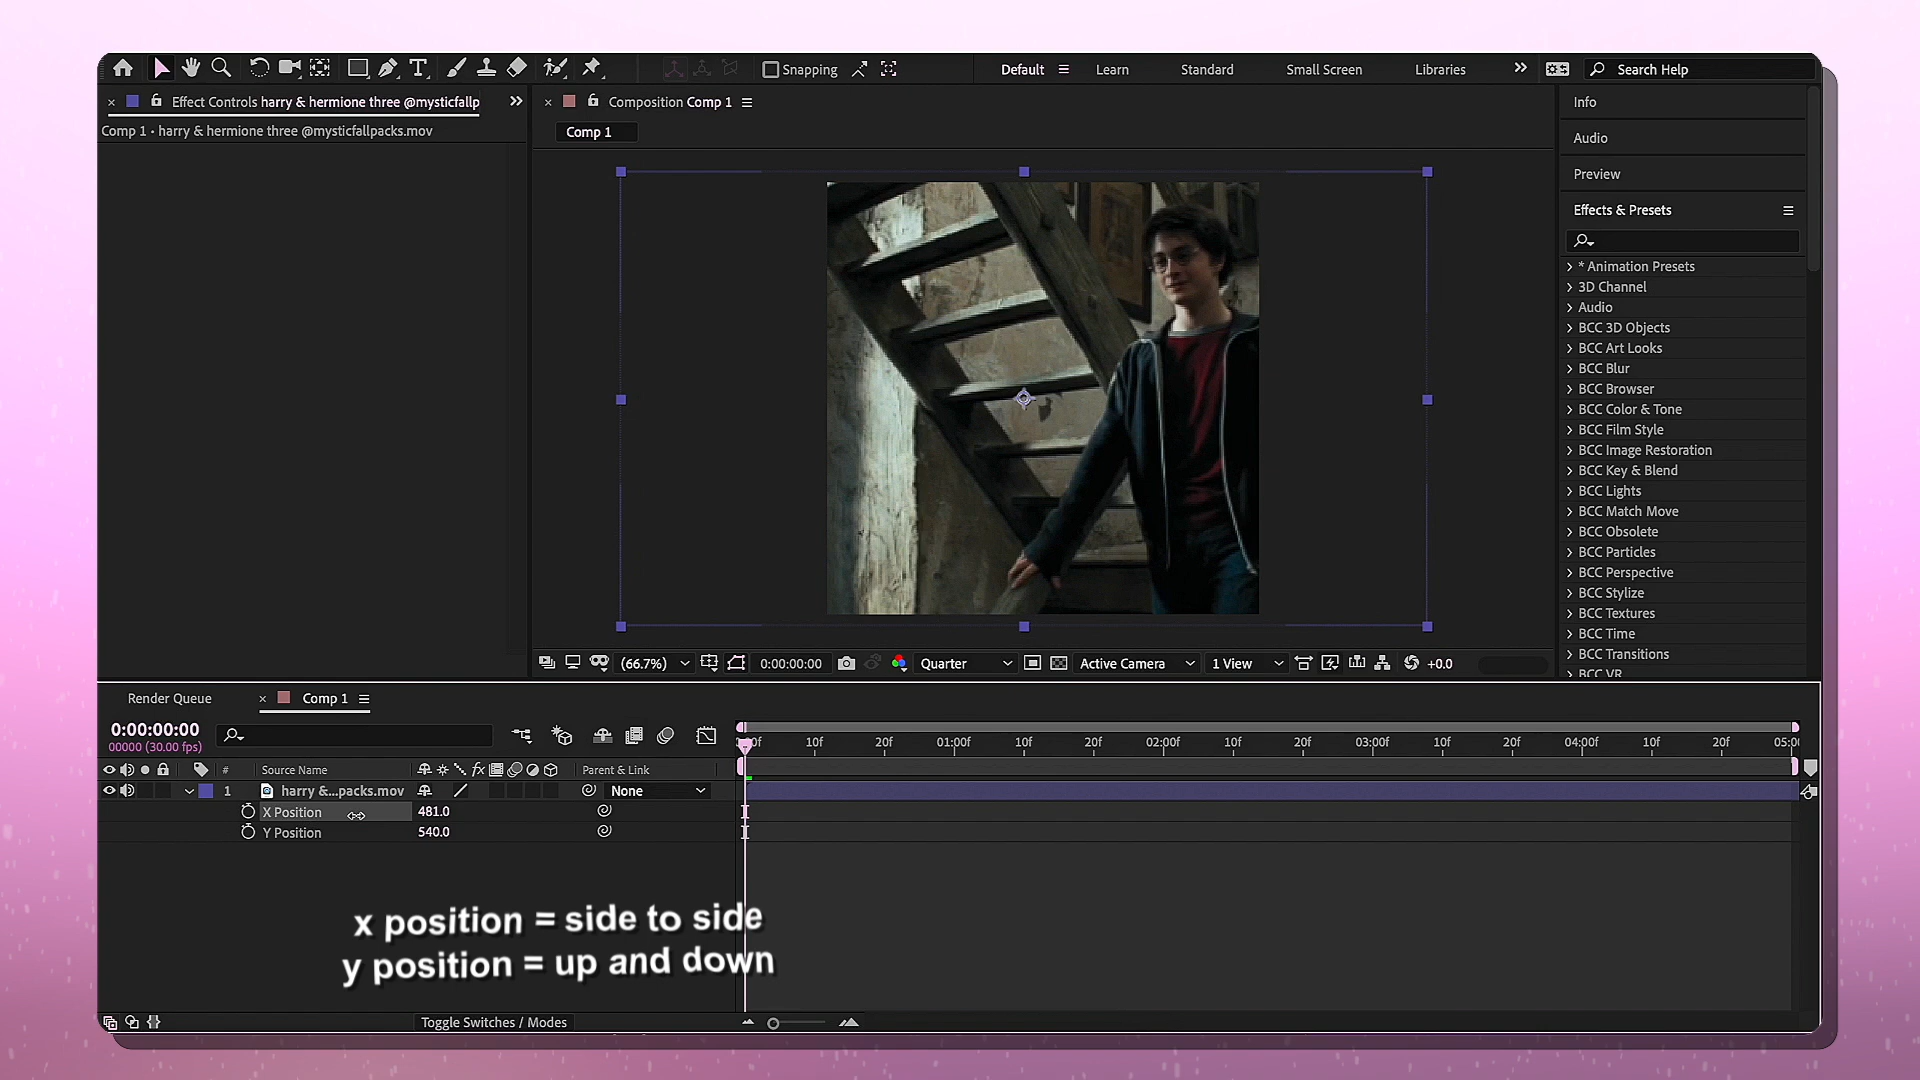 Snapping
Default
Learn
Standard
Small Screen
Libraries
Search Help
Effect Controls harry & hermione three @mysticfallp
Composition Comp 1
Info
Comp 1 • harry & hermione three @mysticfallpacks.mov
Comp 1
Audio
Preview
Effects & Presets
* Animation Presets
3D Channel
Audio
BCC 3D Objects
BCC Art Looks
BCC Blur
BCC Browser
BCC Color & Tone
BCC Film Style
BCC Image Restoration
BCC Key & Blend
BCC Lights
BCC Match Move
BCC Obsolete
BCC Particles
BCC Perspective
BCC Stylize
BCC Textures
BCC Time
BCC Transitions
BCC VR
(66.7%)
0:00:00:00
Quarter
Active Camera
1 View
+0.0
Render Queue
Comp 1
0:00:00:00
00000 (30.00 fps)
10f
20f
01:00f
10f
20f
02:00f
10f
20f
03:00f
10f
20f
04:00f
10f
20f
05:00
# Source Name
fx
Parent & Link
1 harry &...packs.mov
None
X Position 481.0
Y Position 540.0
x position = side to side
y position = up and down
Toggle Switches / Modes